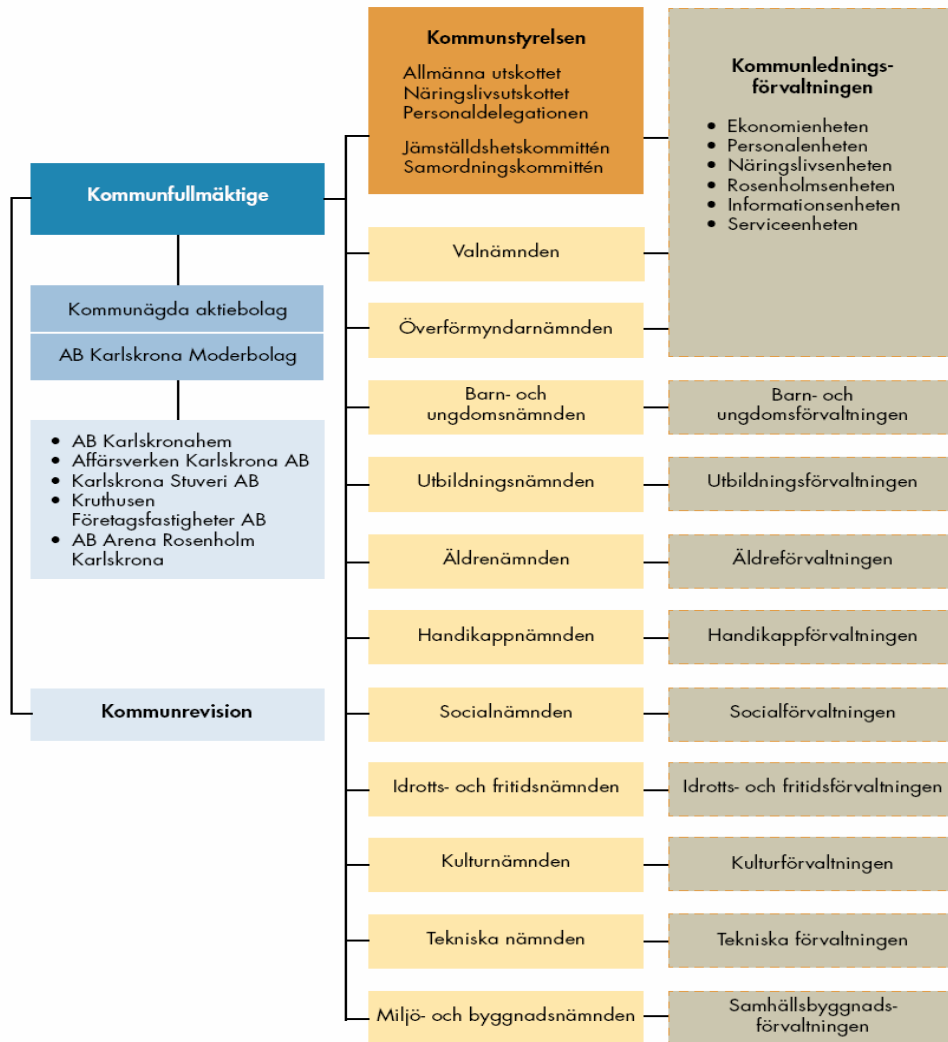 Kommunstyrelsen
Allmänna utskottet
Näringslivsutskottet
Personaldelegationen
Jämställdshetskommittén
Samordningskommittén
Kommunlednings-
förvaltningen
• Ekonomienheten
• Personalenheten
• Näringslivsenheten
• Rosenholmsenheten
• Informationsenheten
• Serviceenheten
Kommunfullmäktige
Kommunägda aktiebolag
AB Karlskrona Moderbolag
• AB Karlskronahem
• Affärsverken Karlskrona AB
• Karlskrona Stuveri AB
• Kruthusen
Företagsfastigheter AB
• AB Arena Rosenholm
Karlskrona
Kommunrevision
Valnämnden
Överförmyndarnämnden
Barn- och
ungdomsnämnden
Barn- och
ungdomsförvaltningen
Utbildningsnämnden
Utbildningsförvaltningen
Äldrenämnden
Äldreförvaltningen
Handikappnämnden
Handikappförvaltningen
Socialnämnden
Socialförvaltningen
Idrotts- och fritidsnämnden
Idrotts- och fritidsförvaltningen
Kulturnämnden
Kulturförvaltningen
Tekniska nämnden
Tekniska förvaltningen
Miljö- och byggnadsnämnden
Samhällsbyggnads-
förvaltningen